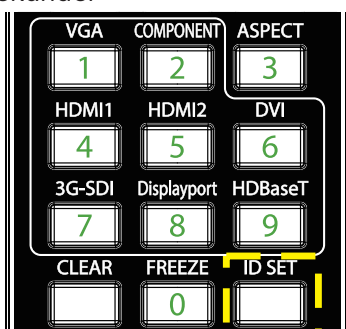 VGA COMPONENT ASPECT
1 2 3
HDMI1 HDMI2 DVI
4 5 6
3G-SDI Displayport HDBaseT
7 8 9
CLEAR FREEZE ID SET
0